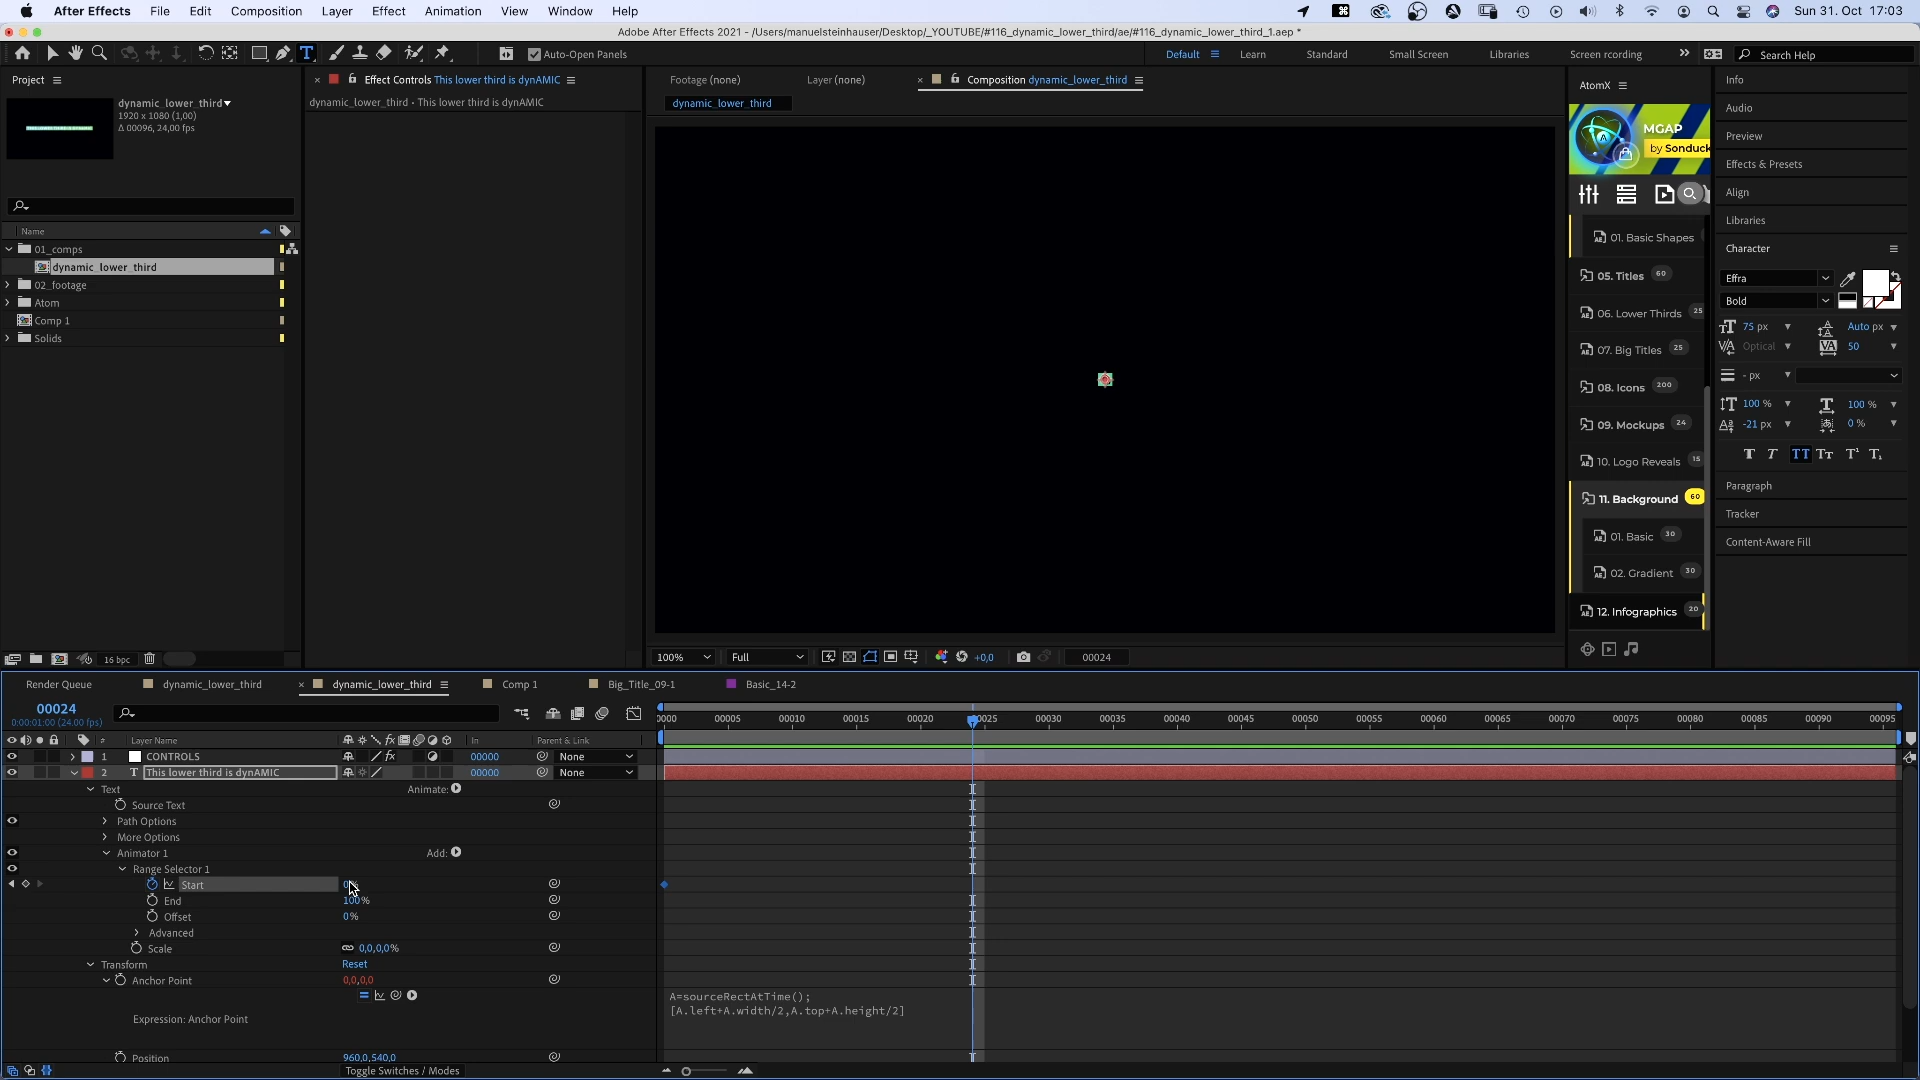 After Effects File Edit Composition Layer Effect Animation View Window Help
Sun 31. Oct 17:03
Adobe After Effects 2021 - /Users/manuelsteinhauser/Desktop/_YOUTUBE/#116_dynamic_lower_third/ae/#116_dynamic_lower_third_1.aep *
Auto-Open Panels
Default Learn Standard Small Screen Libraries Screen rcording
Search Help
Project
dynamic_lower_third
1920 x 1080 (1,00)
Δ 00096, 24,00 fps
Name
01_comps
dynamic_lower_third
02_footage
Atom
Comp 1
Solids
16 bpc
Effect Controls This lower third is dynAMIC
dynamic_lower_third • This lower third is dynAMIC
Footage (none)
Layer (none)
Composition dynamic_lower_third
dynamic_lower_third
100%
Full
+0,0
00024
AtomX
MGAP
by Sonduck
01. Basic Shapes
05. Titles 60
06. Lower Thirds 25
07. Big Titles 25
08. Icons 200
09. Mockups 24
10. Logo Reveals 15
11. Background 60
01. Basic 30
02. Gradient 30
12. Infographics 20
Info
Audio
Preview
Effects & Presets
Align
Libraries
Character
Effra
Bold
75 px
Auto px
Optical
50
- px
100 %
100 %
-21 px
0 %
Paragraph
Tracker
Content-Aware Fill
Render Queue
dynamic_lower_third
dynamic_lower_third
Comp 1
Big_Title_09-1
Basic_14-2
00024
0:00:01:00 (24.00 fps)
0000 00005 00010 00015 00020 00025 00030 00035 00040 00045 00050 00055 00060 00065 00070 00075 00080 00085 00090 00095
# Layer Name In Parent & Link
1 CONTROLS 00000 None
2 T This lower third is dynAMIC 00000 None
Text Animate:
Source Text
Path Options
More Options
Animator 1 Add:
Range Selector 1
Start 0%
End 100%
Offset 0%
Advanced
Scale 0,0,0,0%
Transform Reset
Anchor Point 0,0,0,0
A=sourceRectAtTime();
[A.left+A.width/2,A.top+A.height/2]
Expression: Anchor Point
Position 960,0,540,0
Toggle Switches / Modes